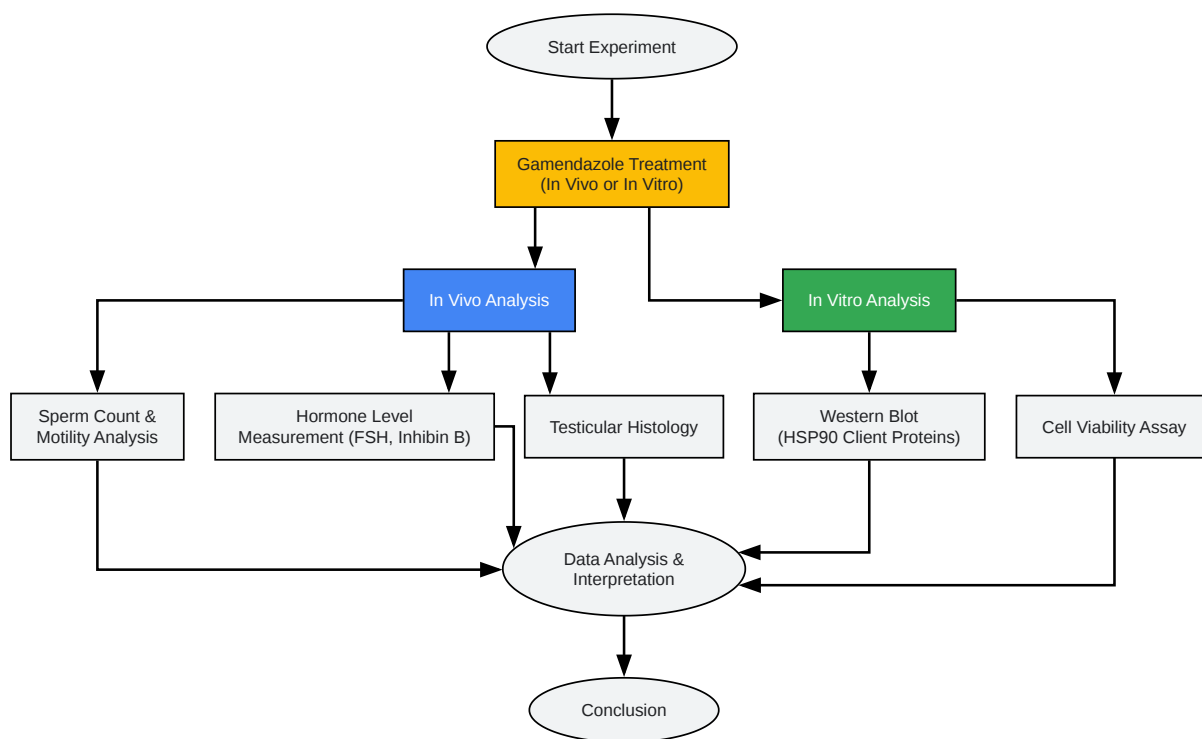 Start Experiment
Gamendazole Treatment
(In Vivo or In Vitro)
In Vivo Analysis
In Vitro Analysis
Sperm Count &
Motility Analysis
Hormone Level
Measurement (FSH, Inhibin B)
Testicular Histology
Western Blot
(HSP90 Client Proteins)
Cell Viability Assay
Data Analysis &
Interpretation
Conclusion